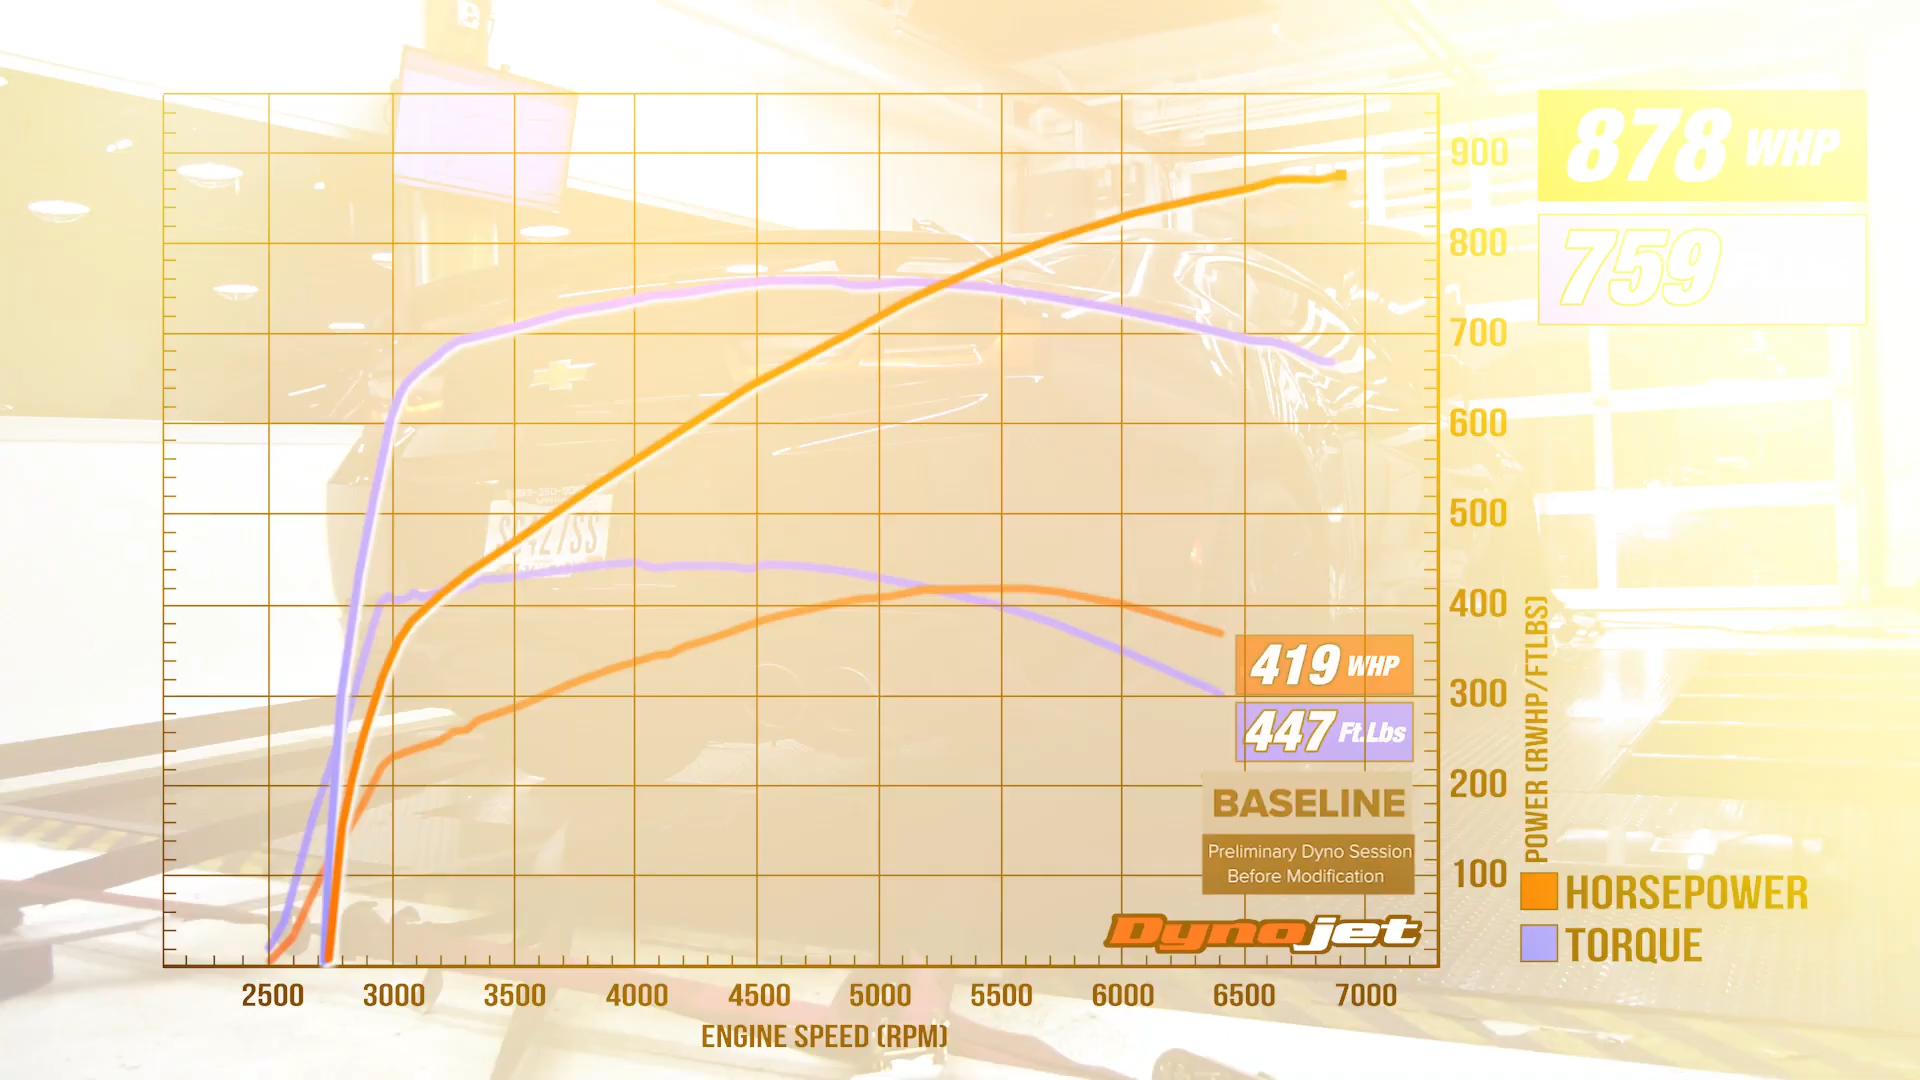 B
900
878 WHP
800
759
700
600
500
400
419 WHP
300
447 Ft.Lbs
200
BASELINE
Preliminary Dyno Session
Before Modification
100
POWER (RWHP/FTLBS)
HORSEPOWER
Dynojet
TORQUE
2500 3000 3500 4000 4500 5000 5500 6000 6500 7000
ENGINE SPEED (RPM)